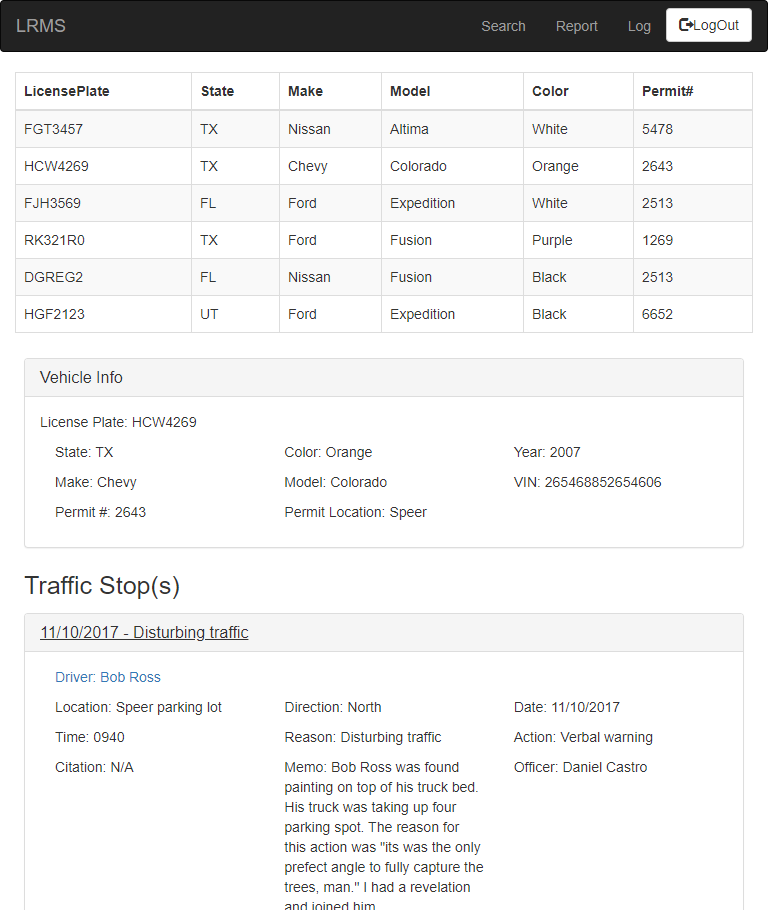 LRMS Search Report Log LogOut
LicensePlate State Make Model Color Permit#
FGT3457 TX Nissan Altima White 5478
HCW4269 TX Chevy Colorado Orange 2643
FJH3569 FL Ford Expedition White 2513
RK321R0 TX Ford Fusion Purple 1269
DGREG2 FL Nissan Fusion Black 2513
HGF2123 UT Ford Expedition Black 6652
Vehicle Info
License Plate: HCW4269
State: TX Color: Orange Year: 2007
Make: Chevy Model: Colorado VIN: 265468852654606
Permit #: 2643 Permit Location: Speer
Traffic Stop(s)
11/10/2017 - Disturbing traffic
Driver: Bob Ross
Location: Speer parking lot Direction: North Date: 11/10/2017
Time: 0940 Reason: Disturbing traffic Action: Verbal warning
Citation: N/A Memo: Bob Ross was found Officer: Daniel Castro
painting on top of his truck bed.
His truck was taking up four
parking spot. The reason for
this action was "its was the only
prefect angle to fully capture the
trees, man." I had a revelation
and joined him